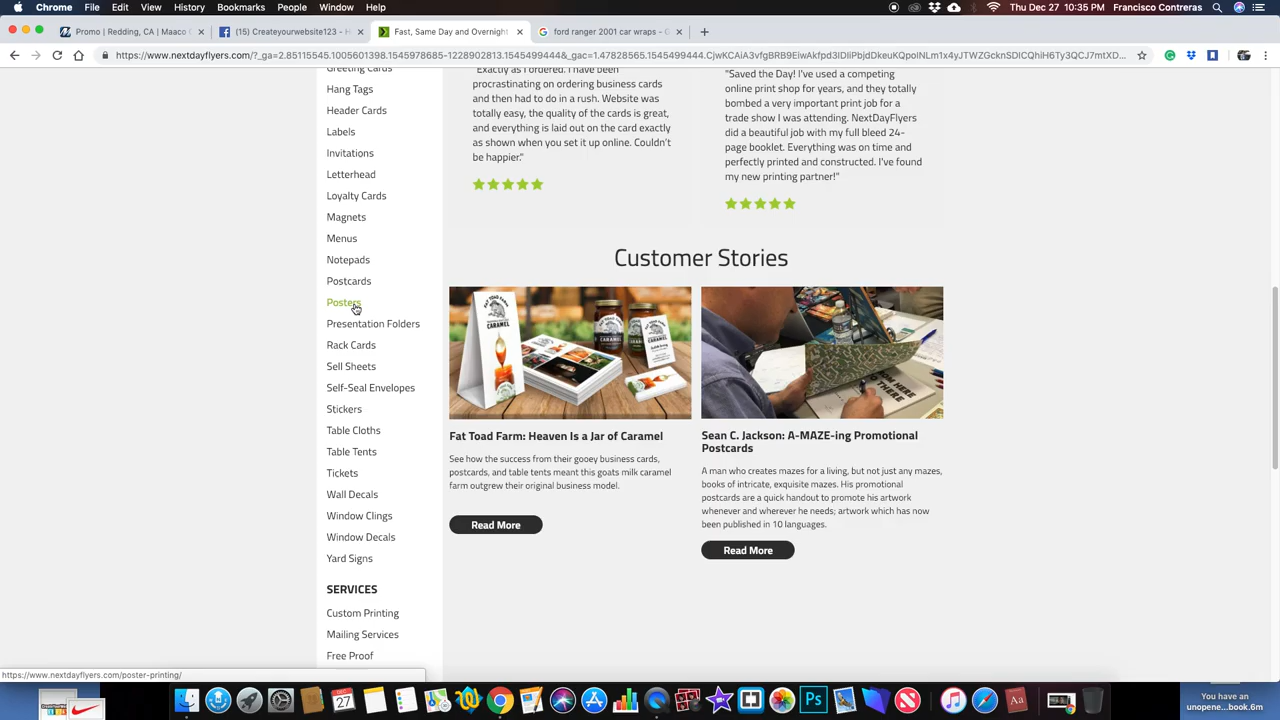 Chrome File Edit View History Bookmarks People Window Help
Thu Dec 27 10:35 PM Francisco Contreras
Promo | Redding, CA | Maaco C
(15) Createyourwebsite123 - H
Fast, Same Day and Overnight
ford ranger 2001 car wraps - G
Greeting Cards
Hang Tags
Header Cards
Labels
Invitations
Letterhead
Loyalty Cards
Magnets
Menus
Notepads
Postcards
Posters
Presentation Folders
Rack Cards
Sell Sheets
Self-Seal Envelopes
Stickers
Table Cloths
Table Tents
Tickets
Wall Decals
Window Clings
Window Decals
Yard Signs
SERVICES
Custom Printing
Mailing Services
Free Proof
"Exactly as I ordered. I have been
procrastinating on ordering business cards
and then had to do in a rush. Website was
totally easy, the quality of the cards is great,
and everything is laid out on the card exactly
as shown when you set it up online. Couldn't
be happier."
"Saved the Day! I've used a competing
online print shop for years, and they totally
bombed a very important print job for a
trade show I was attending. NextDayFlyers
did a beautiful job with my full bleed 24-
page booklet. Everything was on time and
perfectly printed and constructed. I've found
my new printing partner!"
Customer Stories
FAT TOAD FARM
CARAMEL
Fat Toad Farm: Heaven Is a Jar of Caramel
See how the success from their gooey business cards,
postcards, and table tents meant this goats milk caramel
farm outgrew their original business model.
Read More
Sean C. Jackson: A-MAZE-ing Promotional
Postcards
A man who creates mazes for a living, but not just any mazes,
books of intricate, exquisite mazes. His promotional
postcards are a quick handout to promote his artwork
whenever and wherever he needs; artwork which has now
been published in 10 languages.
Read More
https://www.nextdayflyers.com/poster-printing/
You have an
unopene...book.6m